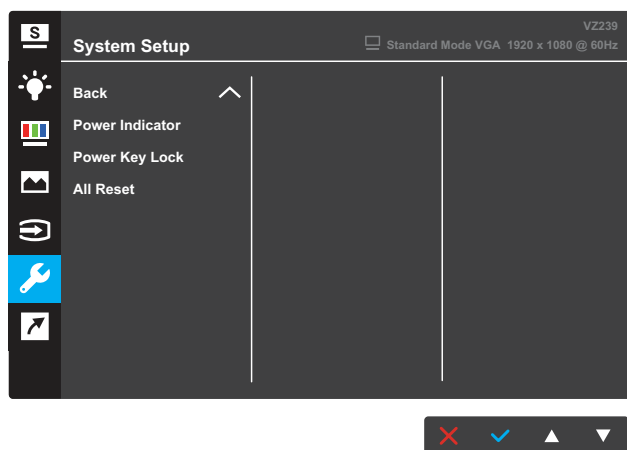 S
VZ239
System Setup
Standard Mode VGA 1920 x 1080 @ 60Hz
Back
Power Indicator
Power Key Lock
All Reset